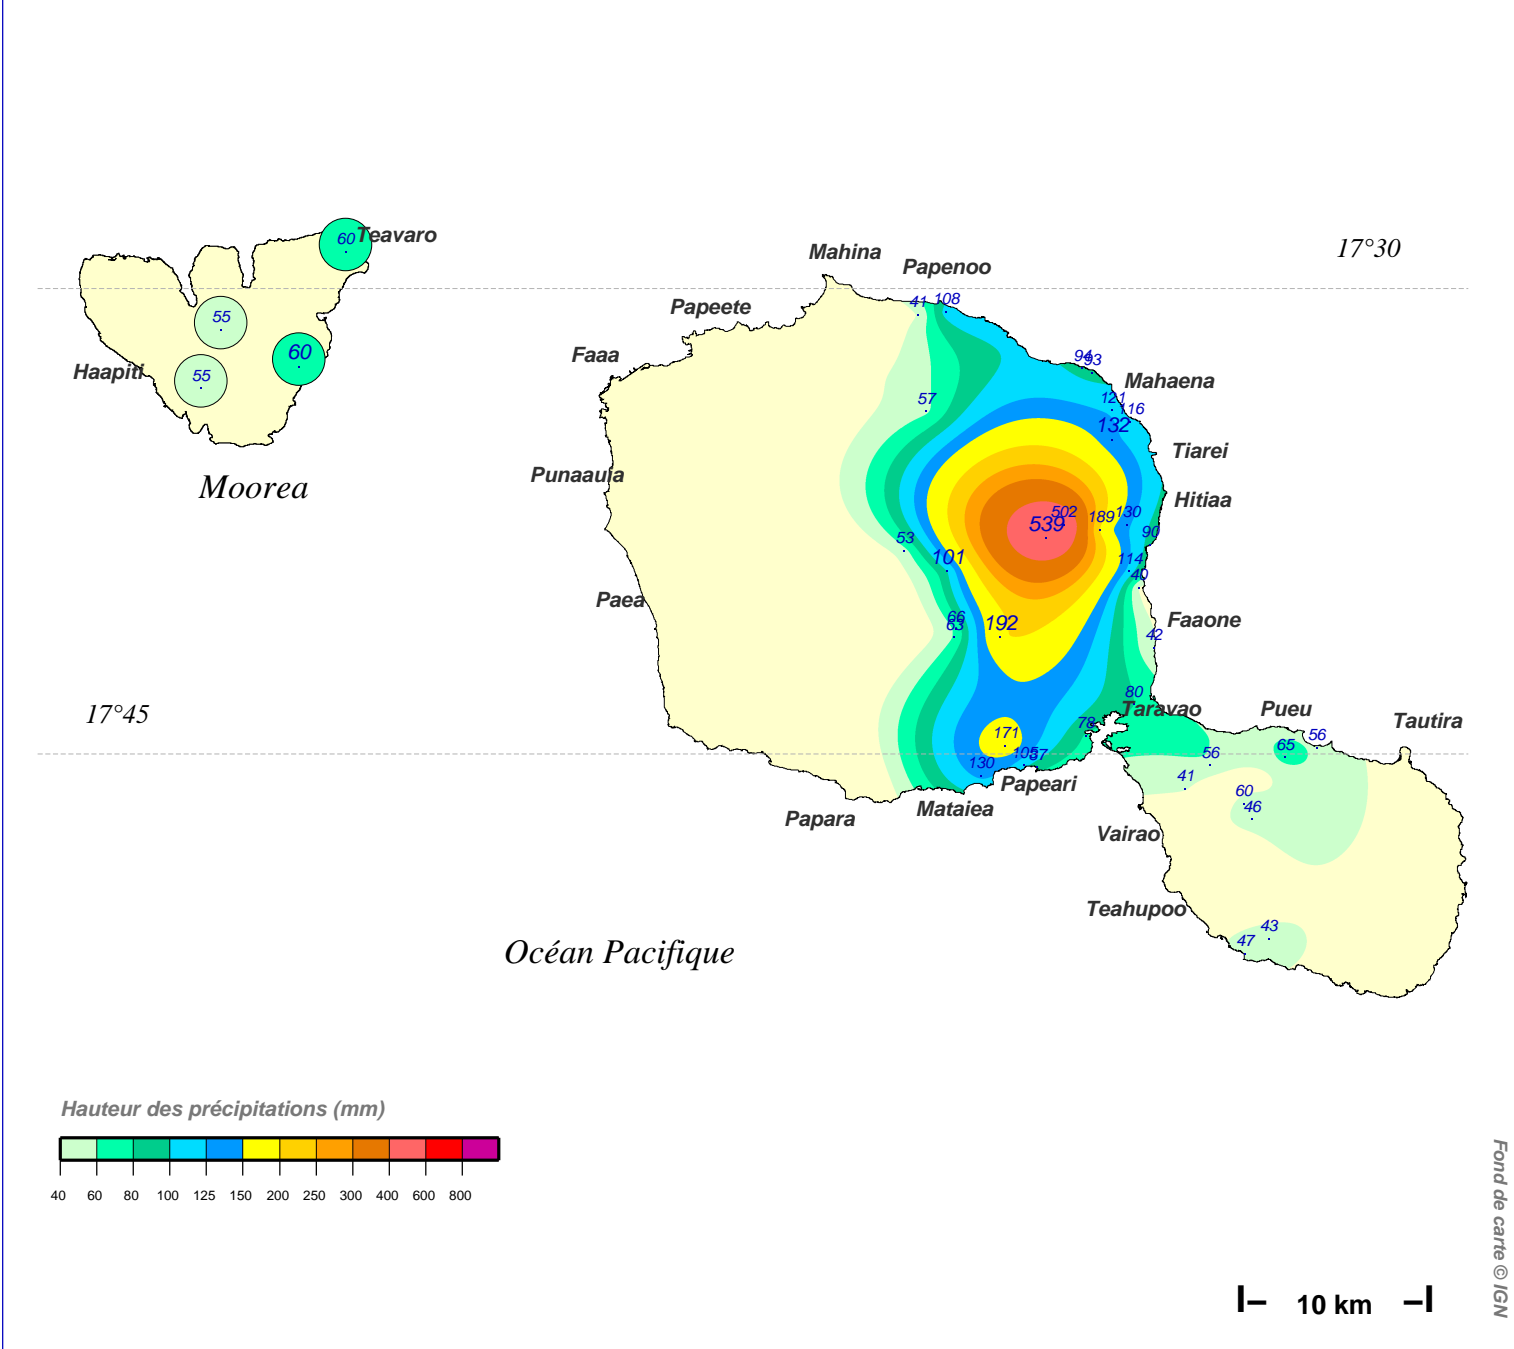 60 Teavaro
Mahina
17°30
Papenoo
41 108
Papeete
55
60
Faaa
94 93
Haapiti 55
Mahaena
57
121
116
132
Tiarei
Punaauia
Moorea
Hitiaa
502
539
189 130
90
53
101
114
40
Paea
66
63
192
Faaone
42
80
17°45
Taravao
Pueu
Tautira
78
171
56
65
105
56
130
Papeari
41
60
46
Mataiea
Papara
Vairao
Teahupoo
43
47
Océan Pacifique
Hauteur des précipitations (mm)
40 60 80 100 125 150 200 250 300 400 600 800
Fond de carte © IGN
10 km